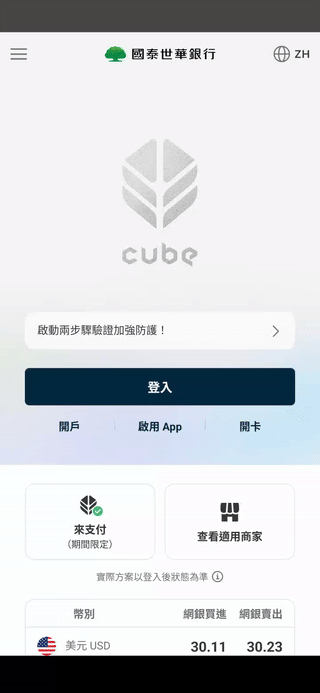 國泰世華銀行
ZH
cube
啟動兩步驟驗證加強防護！
登入
開戶 啟用 App 開卡
來支付
（期間限定）
查看適用商家
實際方案以登入後狀態為準
幣別 網銀買進 網銀賣出
美元 USD 30.11 30.23